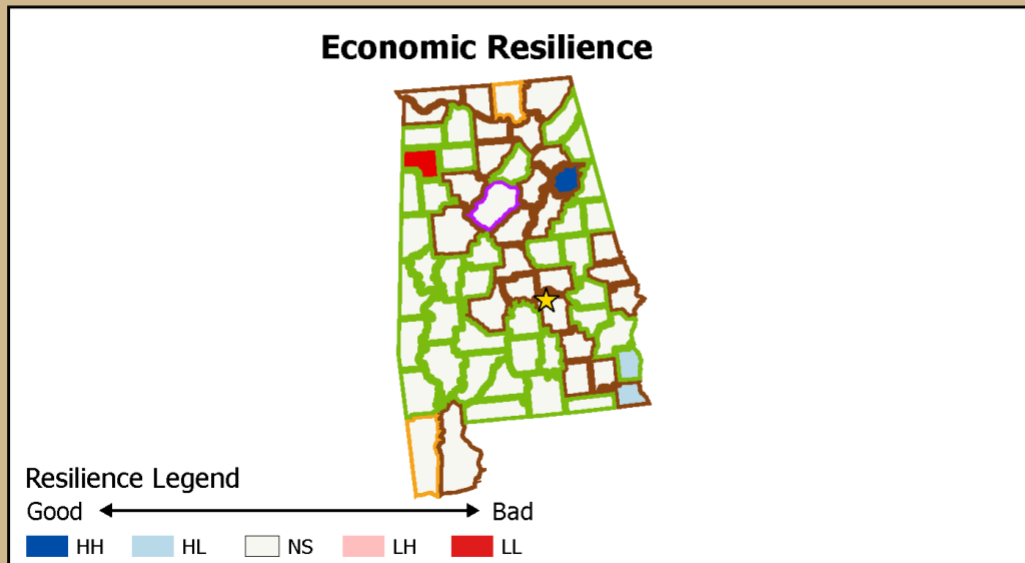 Economic Resilience
Resilience Legend
Good Bad
HH HL NS LH LL